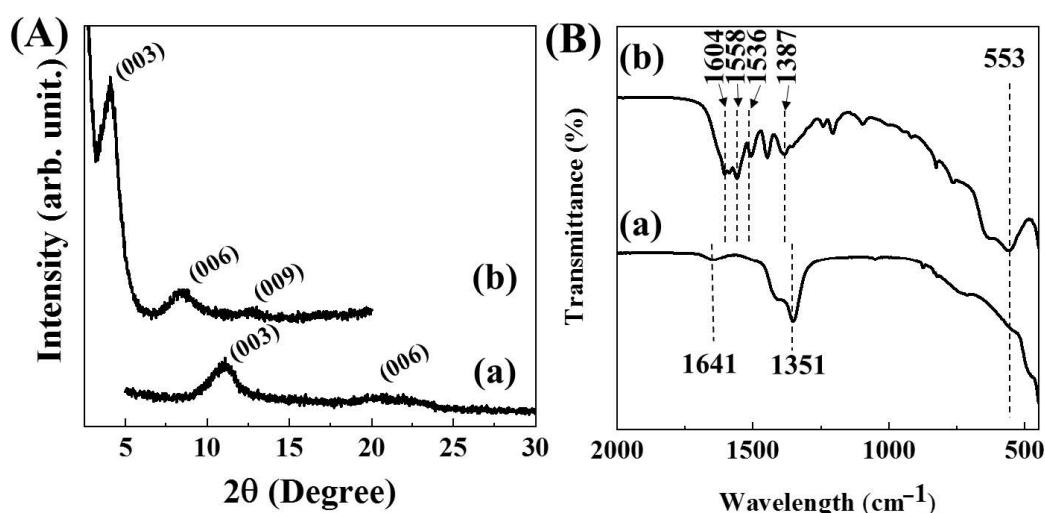 (A)
Intensity (arb. unit.)
(003)
(006)
(009)
(b)
(003)
(006)
(a)
5
10
15
20
25
30
2θ (Degree)
(B)
Transmittance (%)
(b)
1604
1558
1536
1387
553
(a)
1641
1351
2000
1500
1000
500
Wavelength (cm⁻¹)